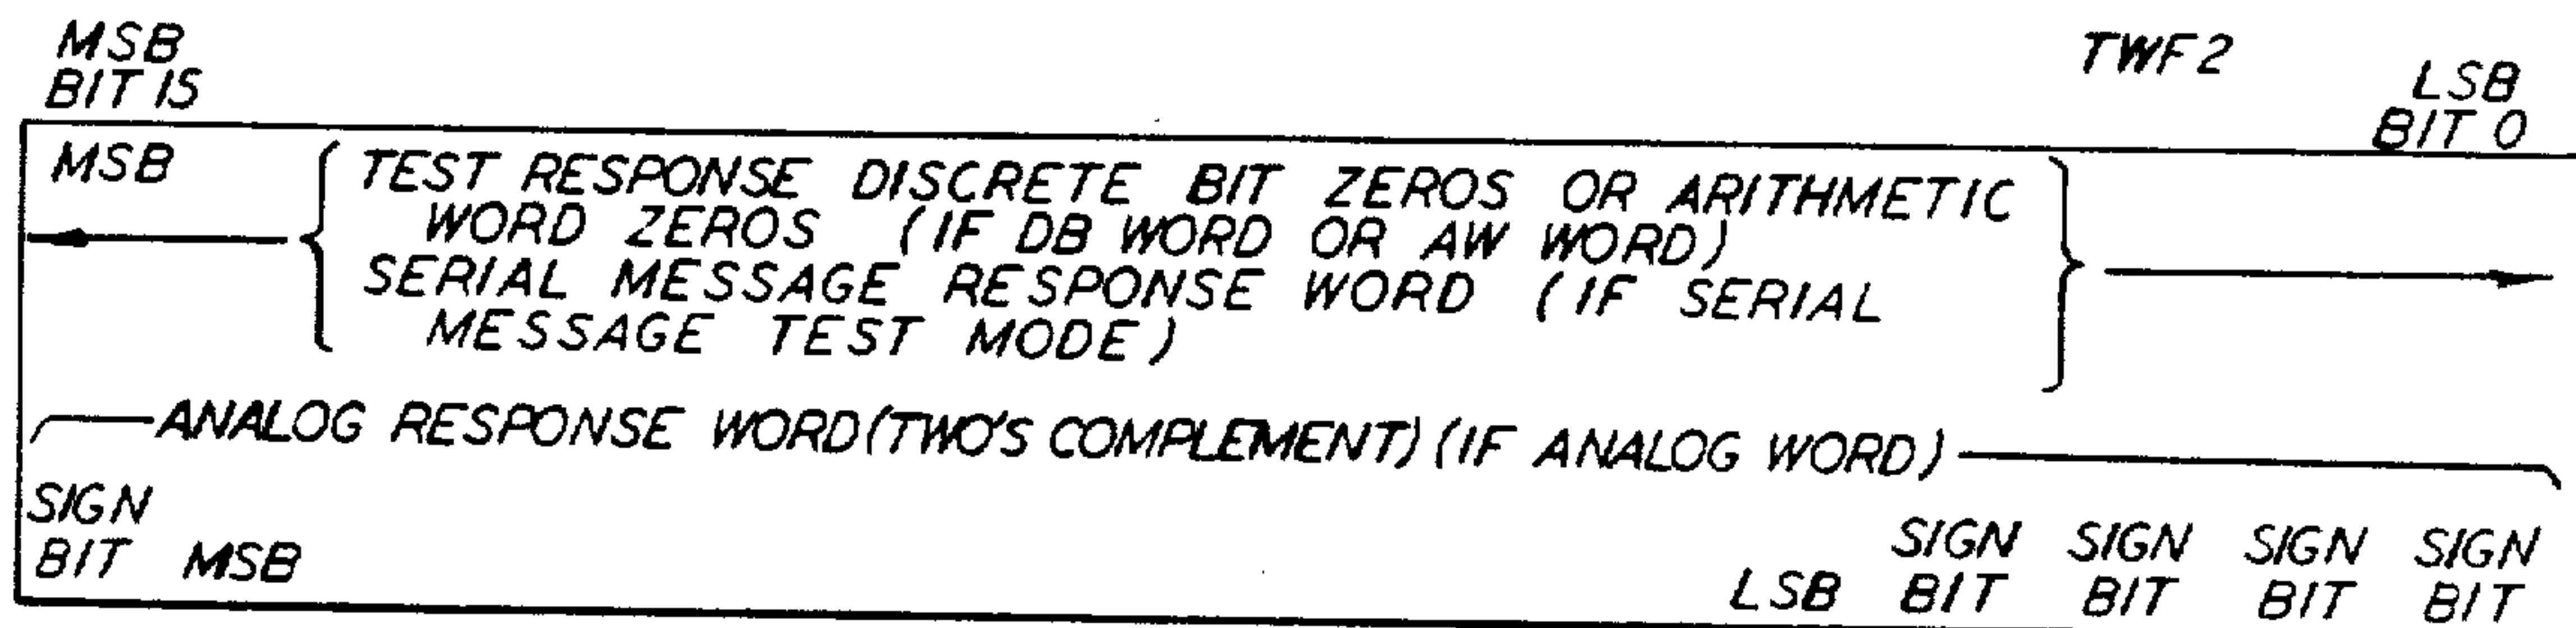 MSB
BIT 15
TWF2
LSB
BIT 0
MSB
TEST RESPONSE DISCRETE BIT ZEROS OR ARITHMETIC
WORD ZEROS (IF DB WORD OR AW WORD)
SERIAL MESSAGE RESPONSE WORD (IF SERIAL
MESSAGE TEST MODE)
ANALOG RESPONSE WORD (TWO'S COMPLEMENT) (IF ANALOG WORD)
SIGN
BIT MSB
SIGN SIGN SIGN SIGN
LSB BIT BIT BIT BIT